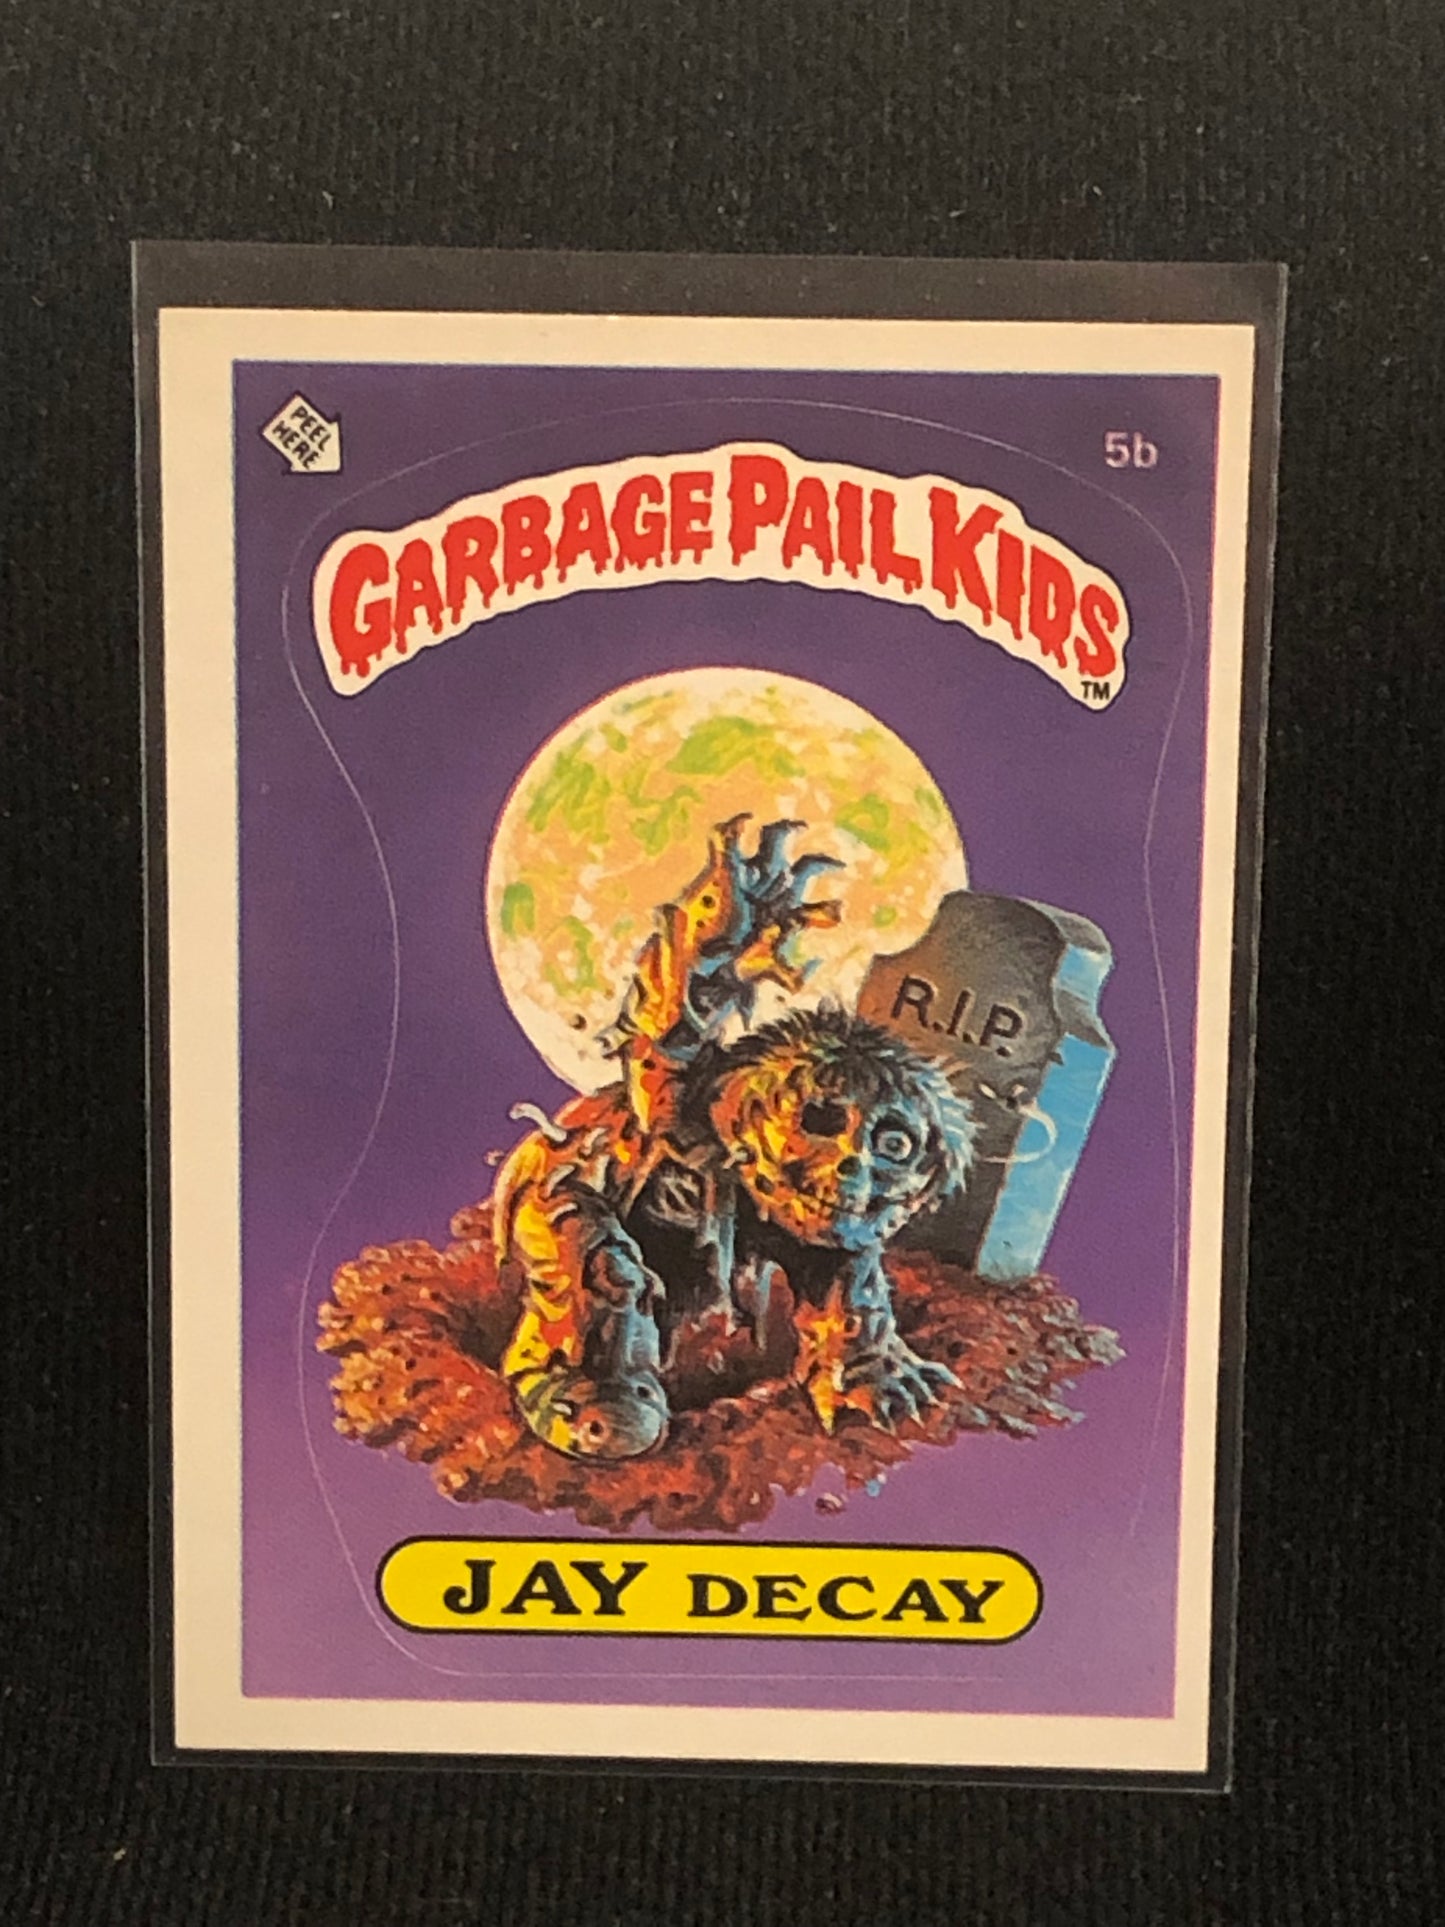 PEEL
HERE
5b
GARBAGE PAIL KIDS
TM
R.I.P.
JAY DECAY